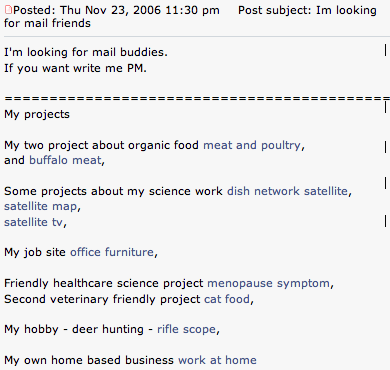 Posted: Thu Nov 23, 2006 11:30 pm Post subject: Im looking
for mail friends
I'm looking for mail buddies.
If you want write me PM.
===========================================
My projects
My two project about organic food meat and poultry,
and buffalo meat,
Some projects about my science work dish network satellite,
satellite map,
satellite tv,
My job site office furniture,
Friendly healthcare science project menopause symptom,
Second veterinary friendly project cat food,
My hobby - deer hunting - rifle scope,
My own home based business work at home